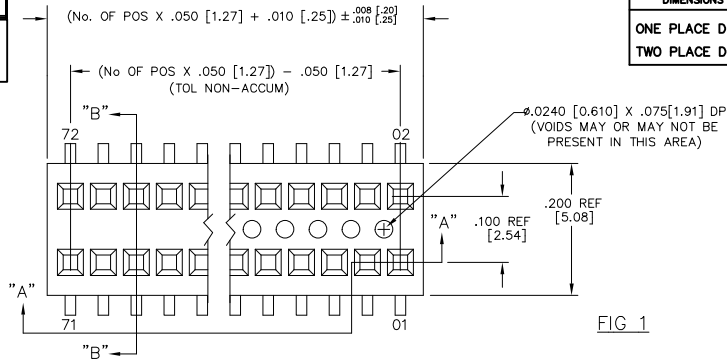 DIMENSIONS
ONE PLACE D
TWO PLACE D
(No. OF POS X .050 [1.27] + .010 [.25]) ± .008 [.20]
.010 [.25]
(No OF POS X .050 [1.27]) - .050 [1.27]
(TOL NON-ACCUM)
"B"
72
02
Ø.0240 [0.610] X .075[1.91] DP
(VOIDS MAY OR MAY NOT BE
PRESENT IN THIS AREA)
"A"
.100 REF
[2.54]
.200 REF
[5.08]
"A"
71
01
"B"
FIG 1